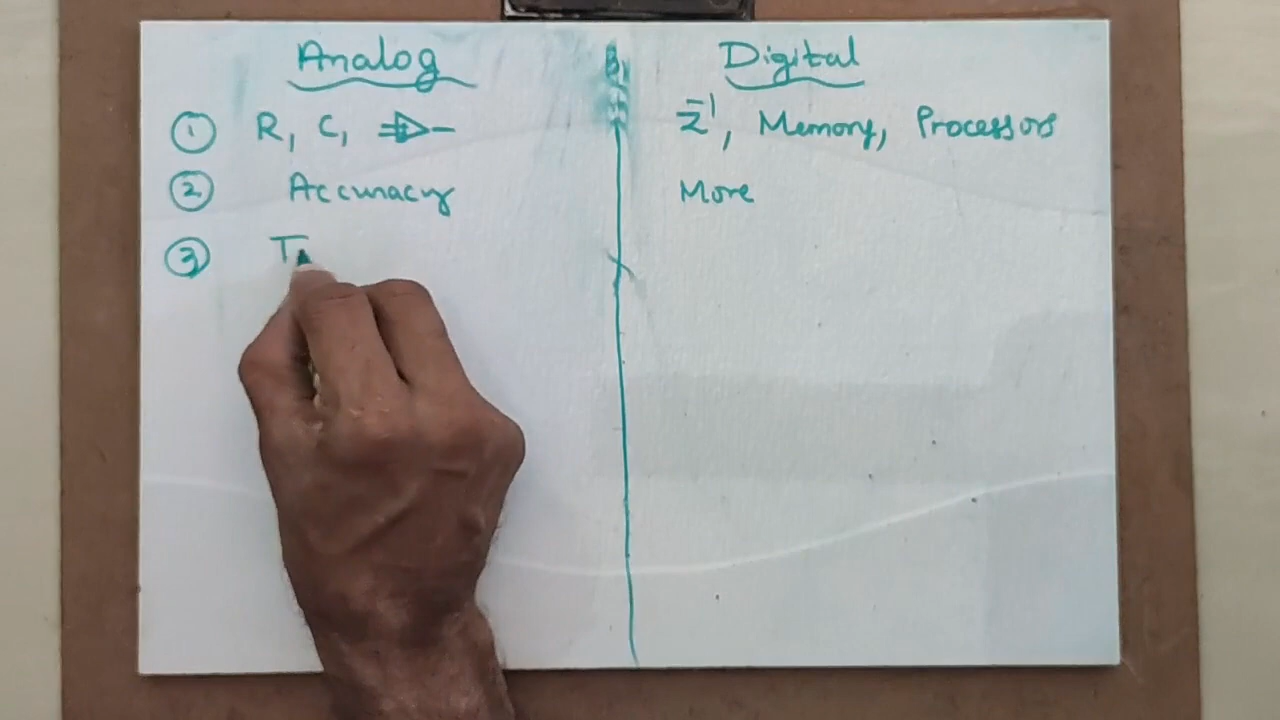 Analog Digital
① R, C, z⁻¹, Memory, Processors
② Accuracy More
③ T